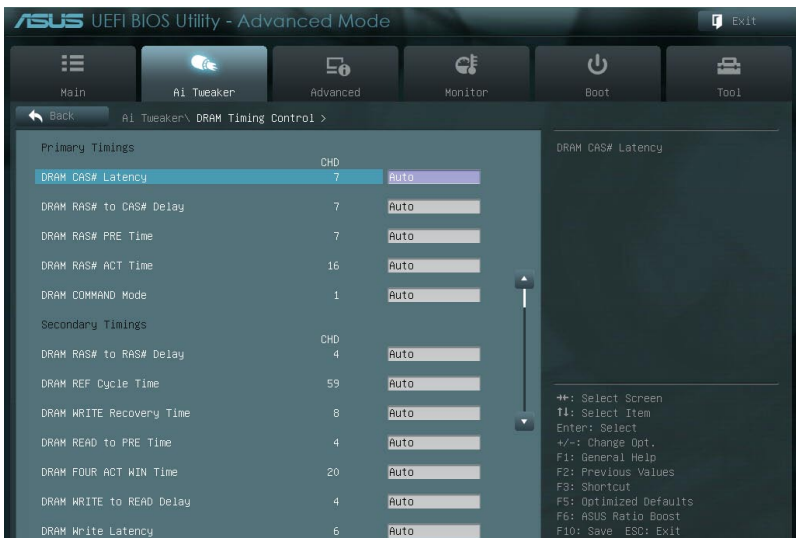 ASUS UEFI BIOS Utility - Advanced Mode
Exit
Main
Ai Tweaker
Advanced
Monitor
Boot
Tool
Back
Ai Tweaker\ DRAM Timing Control >
Primary Timings
CHD
DRAM CAS# Latency 7 Auto
DRAM RAS# to CAS# Delay 7 Auto
DRAM RAS# PRE Time 7 Auto
DRAM RAS# ACT Time 16 Auto
DRAM COMMAND Mode 1 Auto
Secondary Timings
CHD
DRAM RAS# to RAS# Delay 4 Auto
DRAM REF Cycle Time 59 Auto
DRAM WRITE Recovery Time 8 Auto
DRAM READ to PRE Time 4 Auto
DRAM FOUR ACT WIN Time 20 Auto
DRAM WRITE to READ Delay 4 Auto
DRAM Write Latency 6 Auto
DRAM CAS# Latency
→←: Select Screen
↑↓: Select Item
Enter: Select
+/-: Change Opt.
F1: General Help
F2: Previous Values
F3: Shortcut
F5: Optimized Defaults
F6: ASUS Ratio Boost
F10: Save ESC: Exit